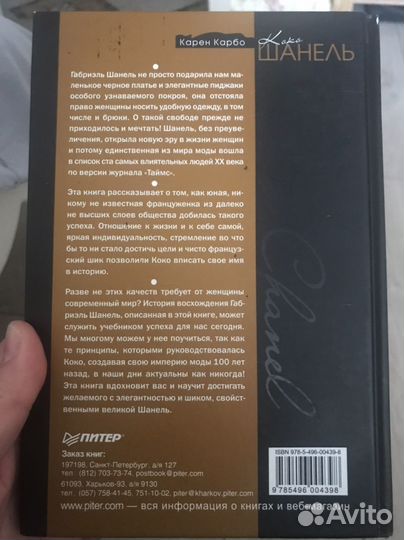 Карен Карбо
Коко
ШАНЕЛЬ
Габриэль Шанель не просто подарила нам ма-
ленькое черное платье и элегантные пиджаки
особого узнаваемого покроя, она отстояла
право женщины носить удобную одежду, в том
числе и брюки. О такой свободе прежде не
приходилось и мечтать! Шанель, без преуве-
личения, открыла новую эру в жизни женщин
и потому единственная из мира моды вошла
в список ста самых влиятельных людей XX века
по версии журнала «Таймс».
Эта книга рассказывает о том, как юная, ни-
кому не известная француженка из далеко
не высших слоев общества добилась такого
успеха. Отношение к жизни и к себе самой,
яркая индивидуальность, стремление во что
бы то ни стало достичь цели и чисто француз-
ский шик позволили Коко вписать свое имя
в историю.
Разве не этих качеств требует от женщины
современный мир? История восхождения Габ-
риэль Шанель, описанная в этой книге, может
служить учебником успеха для нас сегодня.
Мы многому можем у нее поучиться, так как
те принципы, которыми руководствовалась
Коко, создавая свою империю моды 100 лет
назад, в наши дни актуальны как никогда!
Эта книга вдохновит вас и научит достигать
желаемого с элегантностью и шиком, свойст-
венными великой Шанель.
Chanel
ПИТЕР
Заказ книг:
197198, Санкт-Петербург, а/я 127
тел.: (812) 703-73-74, postbook@piter.com
61093, Харьков-93, а/я 9130
тел.: (057) 758-41-45, 751-10-02, piter@kharkov.piter.com
www.piter.com — вся информация о книгах и веб-магазин
ISBN 978-5-496-00439-8
9785496004398
Avito